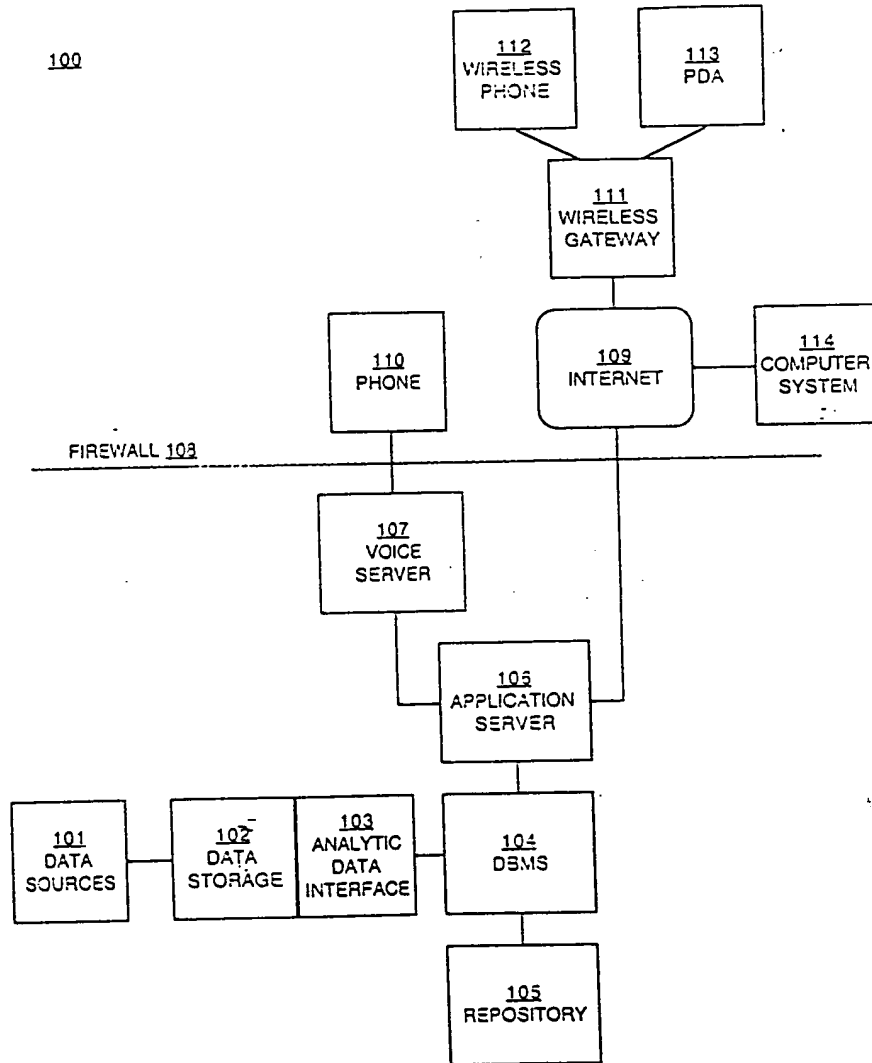 100
112
WIRELESS
PHONE
113
PDA
111
WIRELESS
GATEWAY
110
PHONE
109
INTERNET
114
COMPUTER
SYSTEM
FIREWALL 108
107
VOICE
SERVER
106
APPLICATION
SERVER
101
DATA
SOURCES
102
DATA
STORAGE
103
ANALYTIC
DATA
INTERFACE
104
DBMS
105
REPOSITORY